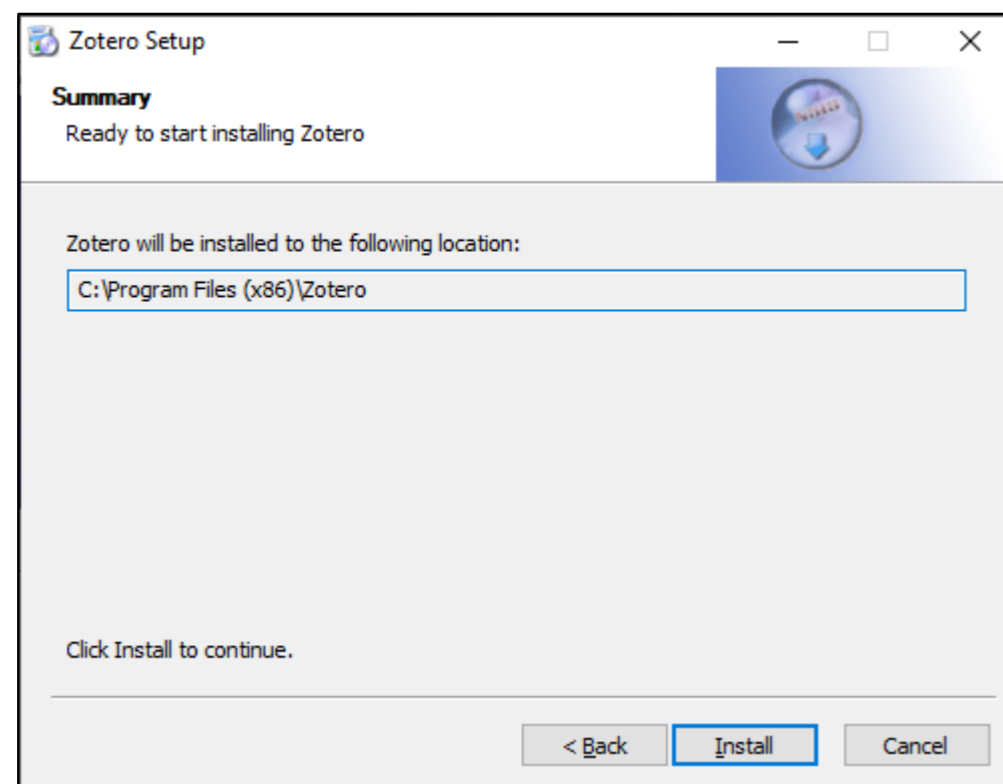 Zotero Setup
Summary
Ready to start installing Zotero
Zotero will be installed to the following location:
C:\Program Files (x86)\Zotero
Click Install to continue.
< Back
Install
Cancel